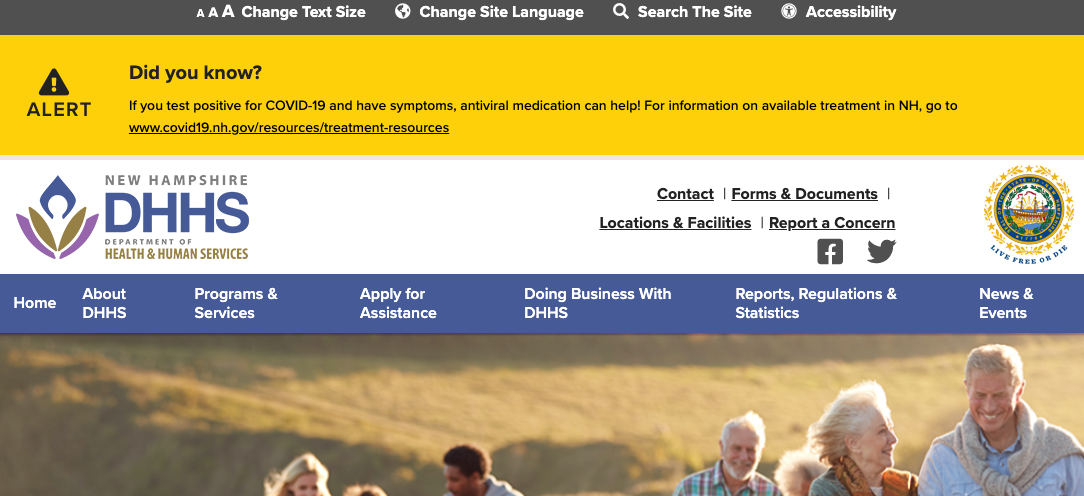 A A A Change Text Size Change Site Language Search The Site Accessibility
Did you know?
ALERT
If you test positive for COVID-19 and have symptoms, antiviral medication can help! For information on available treatment in NH, go to
www.covid19.nh.gov/resources/treatment-resources
NEW HAMPSHIRE
DHHS
DEPARTMENT OF
HEALTH & HUMAN SERVICES
Contact | Forms & Documents |
Locations & Facilities | Report a Concern
LIVE FREE OR DIE
Home
About
DHHS
Programs &
Services
Apply for
Assistance
Doing Business With
DHHS
Reports, Regulations &
Statistics
News &
Events